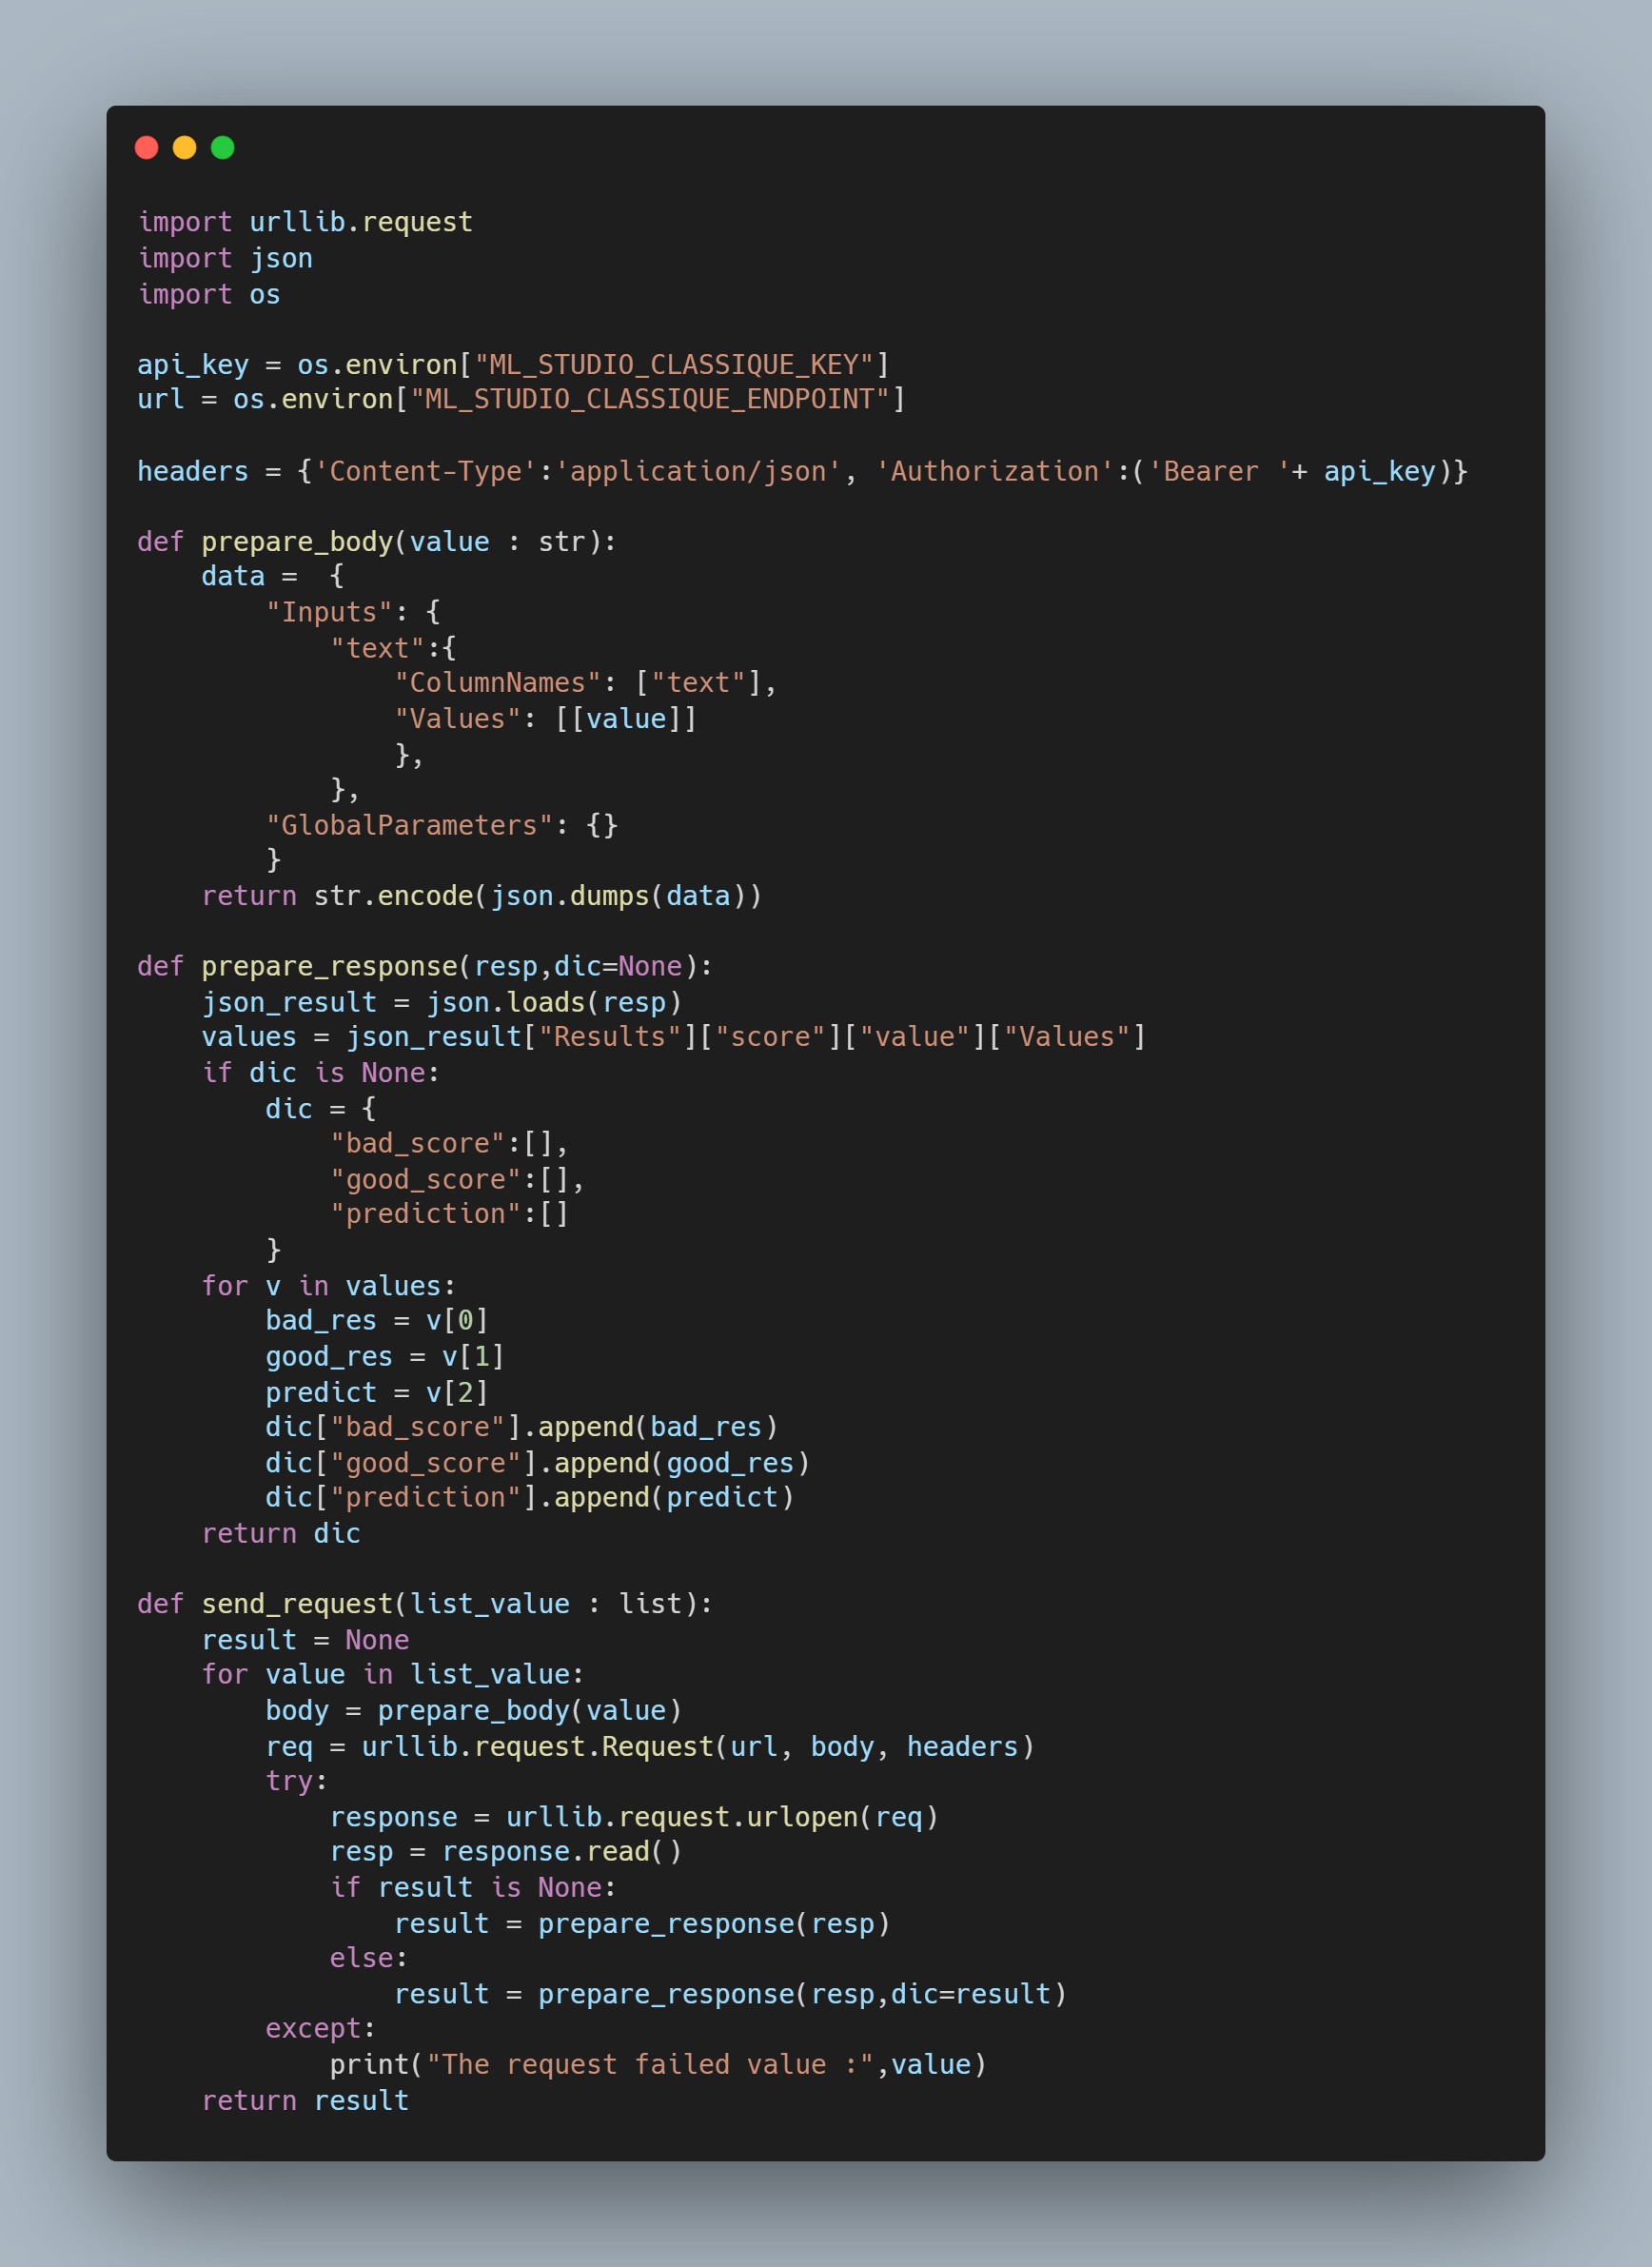 import urllib.request
import json
import os

api_key = os.environ["ML_STUDIO_CLASSIQUE_KEY"]
url = os.environ["ML_STUDIO_CLASSIQUE_ENDPOINT"]

headers = {'Content-Type':'application/json', 'Authorization':('Bearer '+ api_key)}

def prepare_body(value : str):
    data =  {
        "Inputs": {
            "text":{
                "ColumnNames": ["text"],
                "Values": [[value]]
                },
            },
        "GlobalParameters": {}
        }
    return str.encode(json.dumps(data))

def prepare_response(resp,dic=None):
    json_result = json.loads(resp)
    values = json_result["Results"]["score"]["value"]["Values"]
    if dic is None:
        dic = {
            "bad_score":[],
            "good_score":[],
            "prediction":[]
        }
    for v in values:
        bad_res = v[0]
        good_res = v[1]
        predict = v[2]
        dic["bad_score"].append(bad_res)
        dic["good_score"].append(good_res)
        dic["prediction"].append(predict)
    return dic

def send_request(list_value : list):
    result = None
    for value in list_value:
        body = prepare_body(value)
        req = urllib.request.Request(url, body, headers)
        try:
            response = urllib.request.urlopen(req)
            resp = response.read()
            if result is None:
                result = prepare_response(resp)
            else:
                result = prepare_response(resp,dic=result)
        except:
            print("The request failed value :",value)
    return result